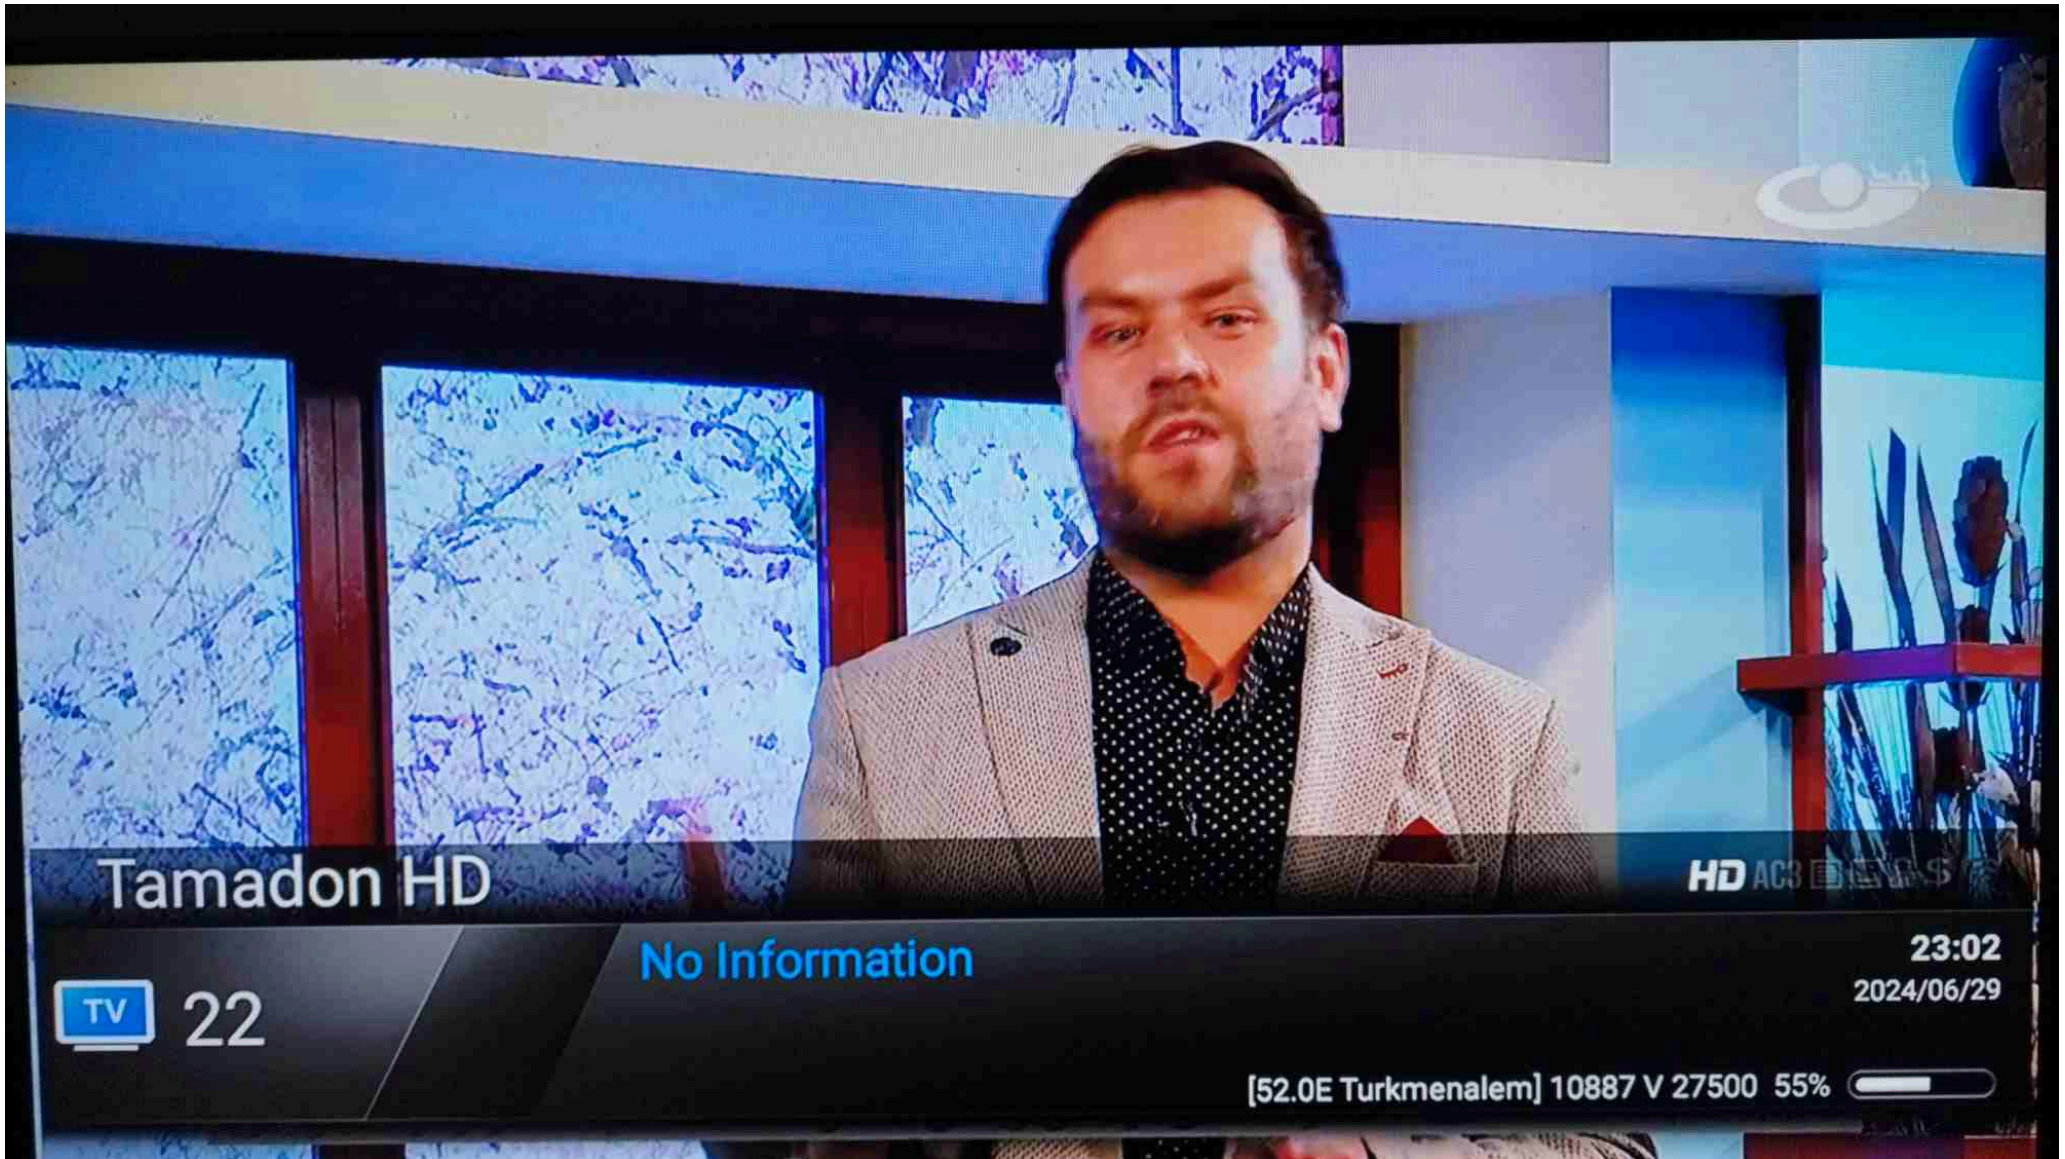 Tamadon HD
HD AC3
TV 22
No Information
23:02
2024/06/29
[52.0E Turkmenalem] 10887 V 27500 55%